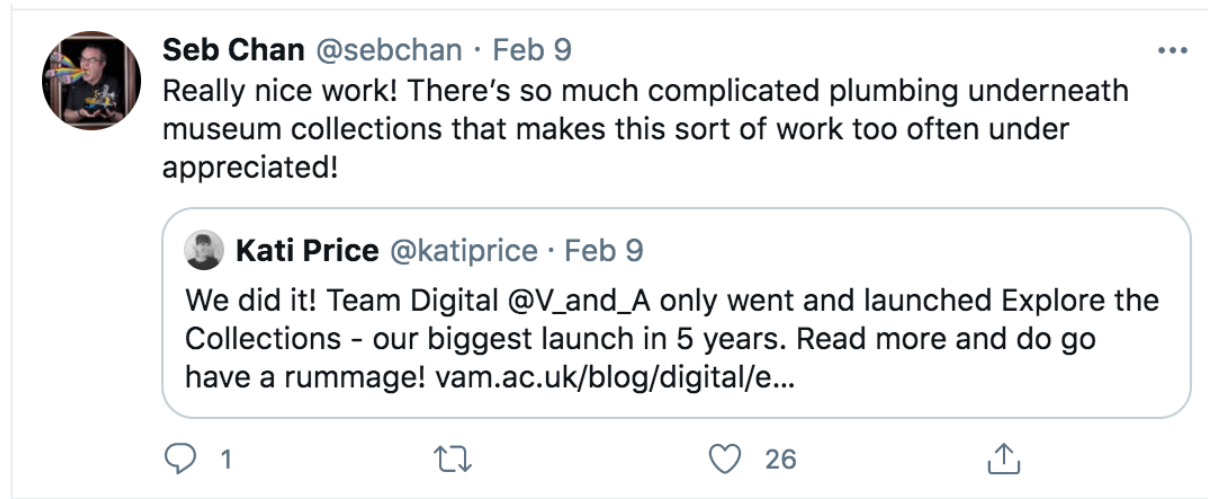 Seb Chan @sebchan · Feb 9
Really nice work! There’s so much complicated plumbing underneath
museum collections that makes this sort of work too often under
appreciated!
Kati Price @katiprice · Feb 9
We did it! Team Digital @V_and_A only went and launched Explore the
Collections - our biggest launch in 5 years. Read more and do go
have a rummage! vam.ac.uk/blog/digital/e...
1 26